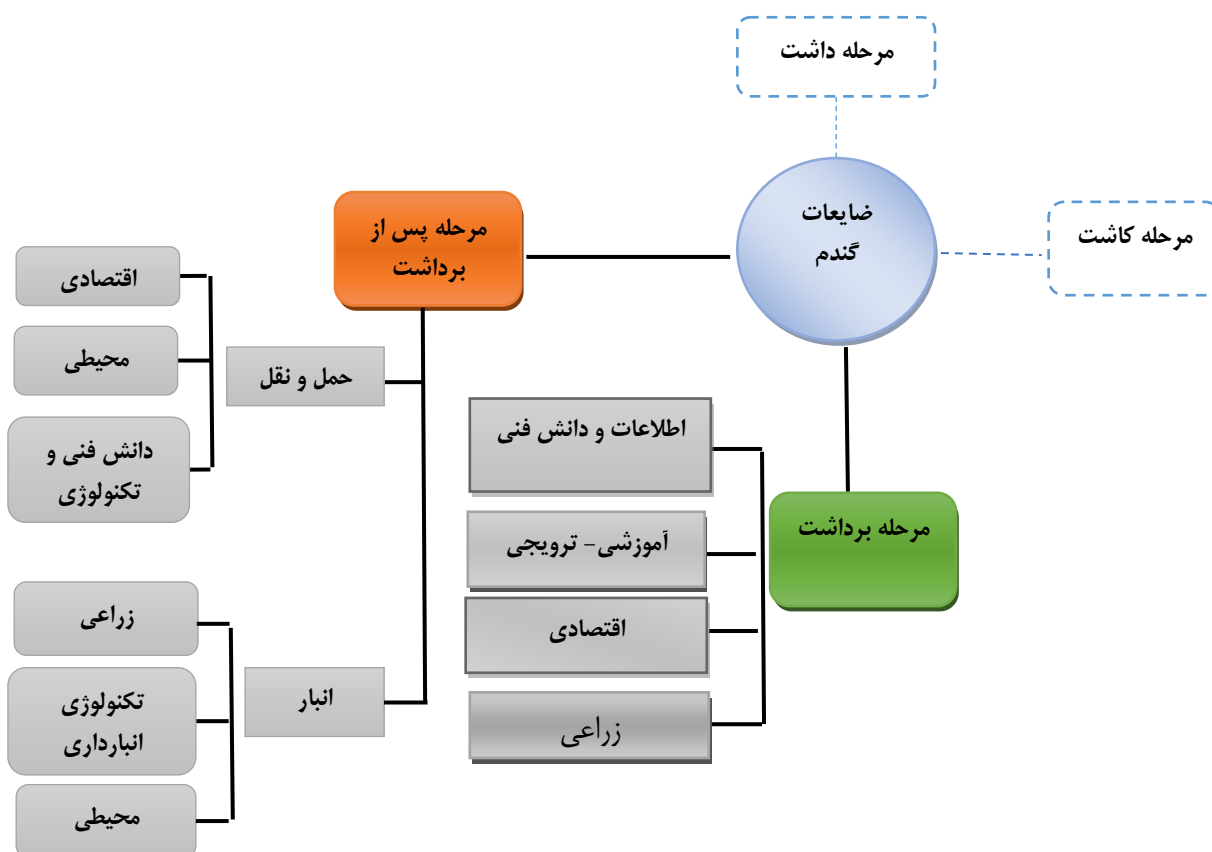 مرحله داشت
ضایعات
گندم
مرحله کاشت
مرحله پس از
برداشت
اقتصادی
محیطی
حمل و نقل
دانش فنی و
تکنولوژی
اطلاعات و دانش فنی
مرحله برداشت
آموزشی- ترویجی
اقتصادی
زراعی
زراعی
انبار
تکنولوژی
انبارداری
محیطی